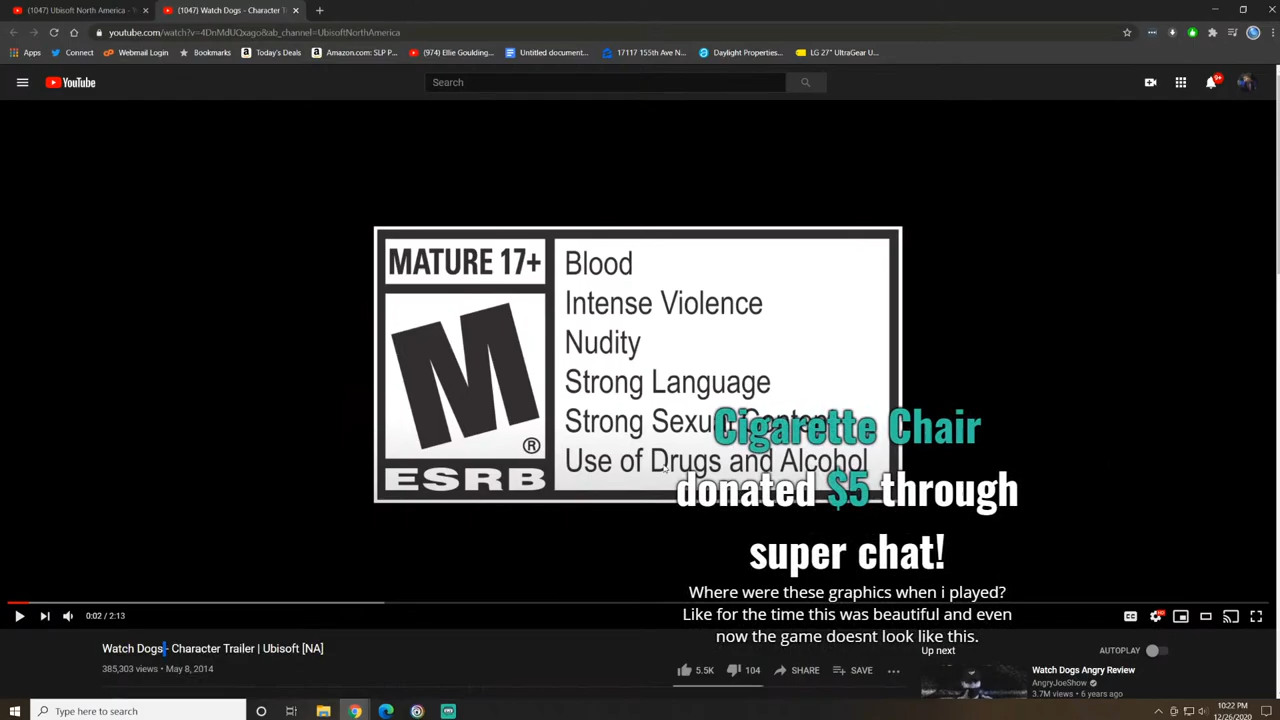 (1047) Ubisoft North America - Y
(1047) Watch Dogs - Character T
youtube.com/watch?v=4DnMdUQxago&ab_channel=UbisoftNorthAmerica
Apps
Connect
Webmail Login
Bookmarks
Today's Deals
Amazon.com: SLP P...
(974) Ellie Goulding...
Untitled document...
17117 155th Ave N...
Daylight Properties...
LG 27" UltraGear U...
YouTube
Search
9+
MATURE 17+
M
®
ESRB
Blood
Intense Violence
Nudity
Strong Language
Strong Sexual Content
Use of Drugs and Alcohol
Cigarette Chair
donated $5 through
super chat!
Where were these graphics when i played?
Like for the time this was beautiful and even
now the game doesnt look like this.
0:02 / 2:13
Watch Dogs - Character Trailer | Ubisoft [NA]
385,303 views • May 8, 2014
5.5K
104
SHARE
SAVE
Up next
AUTOPLAY
Watch Dogs Angry Review
AngryJoeShow
3.7M views • 6 years ago
Type here to search
10:22 PM
12/26/2020